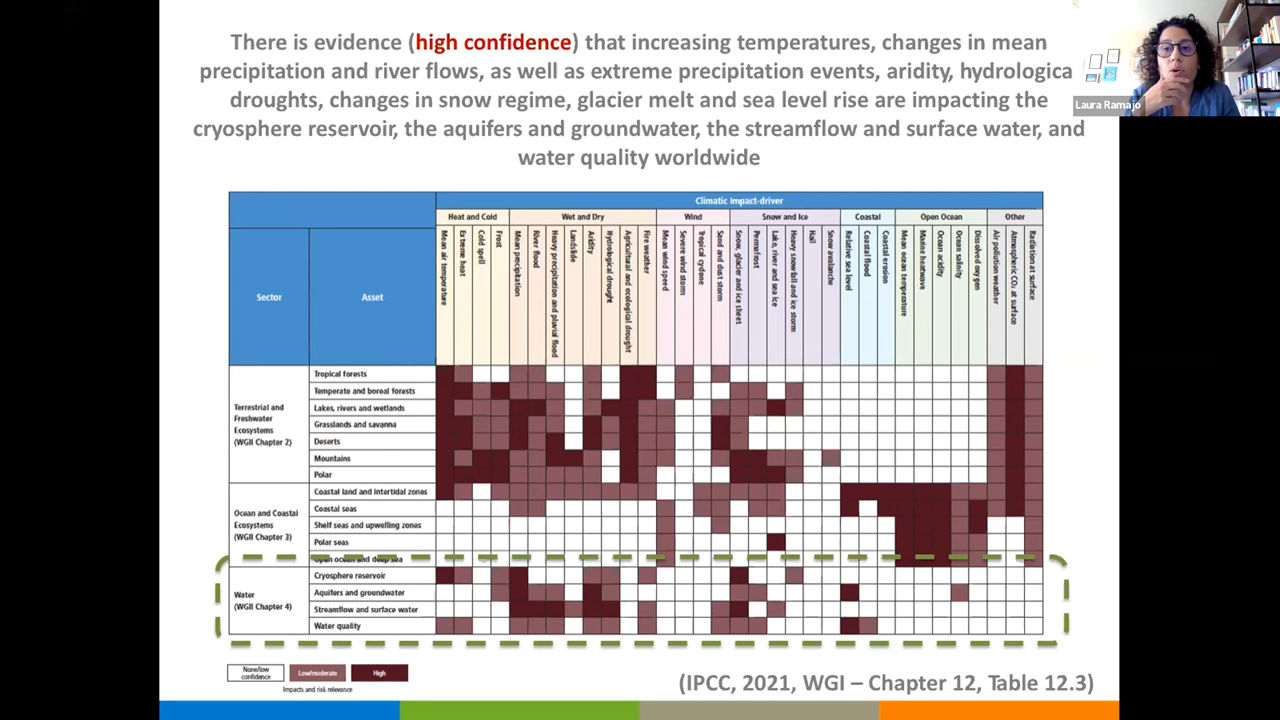 There is evidence (high confidence) that increasing temperatures, changes in mean
precipitation and river flows, as well as extreme precipitation events, aridity, hydrologica
droughts, changes in snow regime, glacier melt and sea level rise are impacting the
cryosphere reservoir, the aquifers and groundwater, the streamflow and surface water, and
water quality worldwide
Laura Ramajo
Climatic Impact-driver
Heat and Cold
Wet and Dry
Wind
Snow and Ice
Coastal
Open Ocean
Other
Sector
Asset
Mean air temperature
Extreme heat
Cold spell
Frost
Mean precipitation
River flood
Heavy precipitation and pluvial flood
Landslide
Aridity
Hydrological drought
Agricultural and ecological drought
Fire weather
Mean wind speed
Severe wind storm
Tropical cyclone
Sand and dust storm
Snow, glacier and ice sheet
Permafrost
Lake, river and sea ice
Heavy snowfall and ice storm
Hail
Snow avalanche
Relative sea level
Coastal flood
Coastal erosion
Mean ocean temperature
Marine heatwave
Ocean acidity
Ocean salinity
Dissolved oxygen
Air pollution weather
Atmospheric CO₂ at surface
Radiation at surface
Terrestrial and
Freshwater
Ecosystems
(WGII Chapter 2)
Tropical forests
Temperate and boreal forests
Lakes, rivers and wetlands
Grasslands and savanna
Deserts
Mountains
Polar
Ocean and Coastal
Ecosystems
(WGII Chapter 3)
Coastal land and intertidal zones
Coastal seas
Shelf seas and upwelling zones
Polar seas
Open ocean and deep sea
Water
(WGII Chapter 4)
Cryosphere reservoir
Aquifers and groundwater
Streamflow and surface water
Water quality
None/low
confidence
Low/moderate
High
Impacts and risk relevance
(IPCC, 2021, WGI – Chapter 12, Table 12.3)